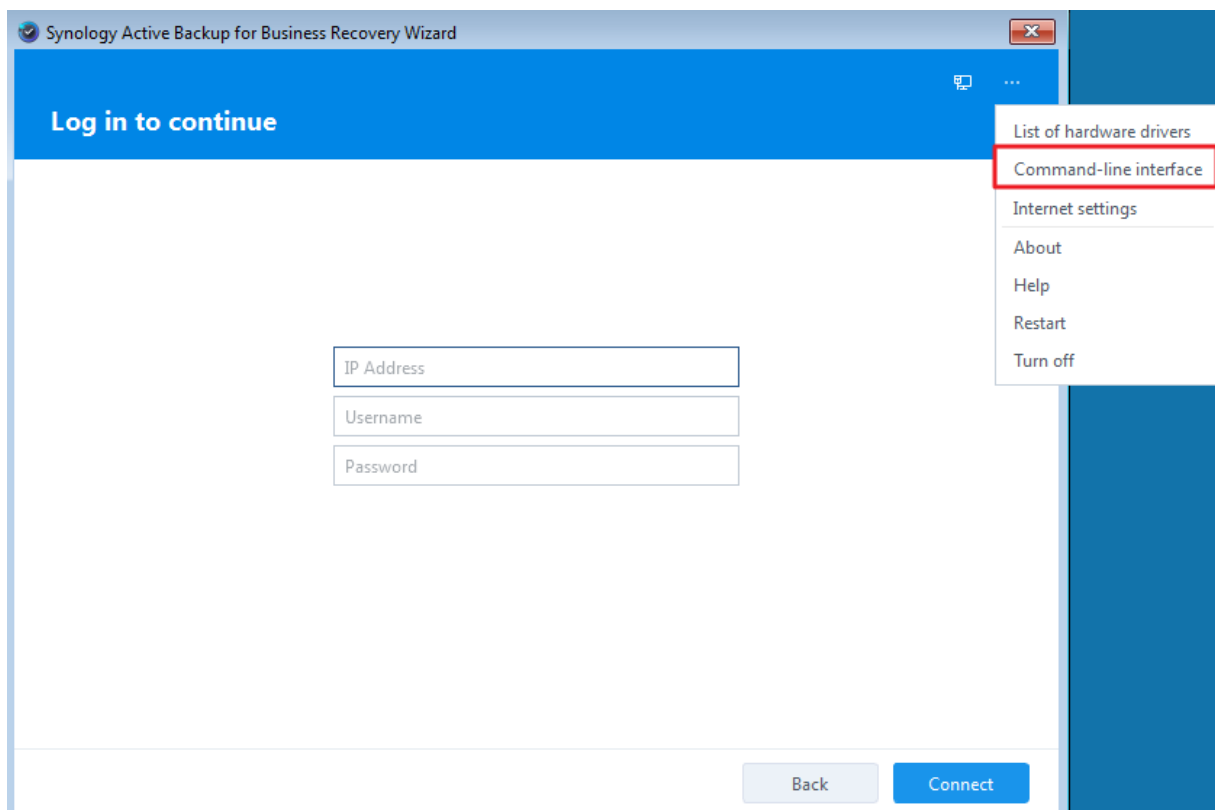 Synology Active Backup for Business Recovery Wizard
Log in to continue
List of hardware drivers
Command-line interface
Internet settings
About
Help
Restart
Turn off
IP Address
Username
Password
Back
Connect